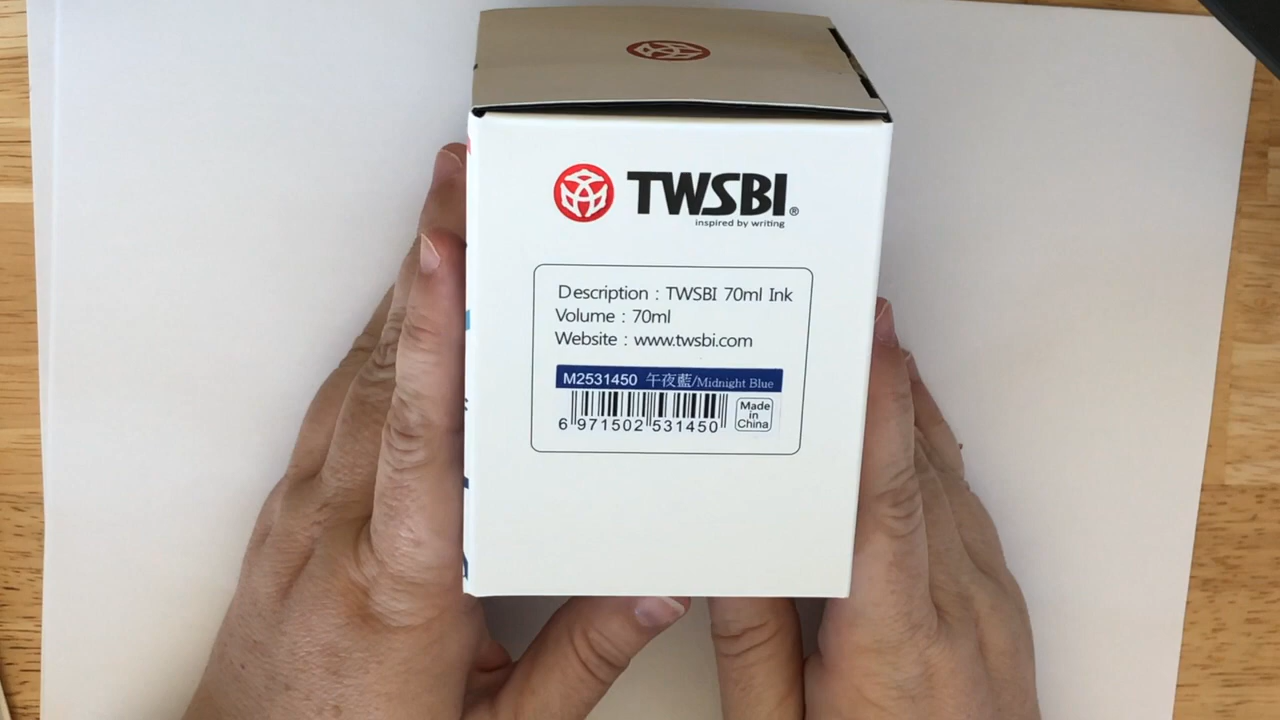 TWSBI®
inspired by writing
Description : TWSBI 70ml Ink
Volume : 70ml
Website : www.twsbi.com
M2531450 午夜藍/Midnight Blue
6 971502 531450
Made
in
China